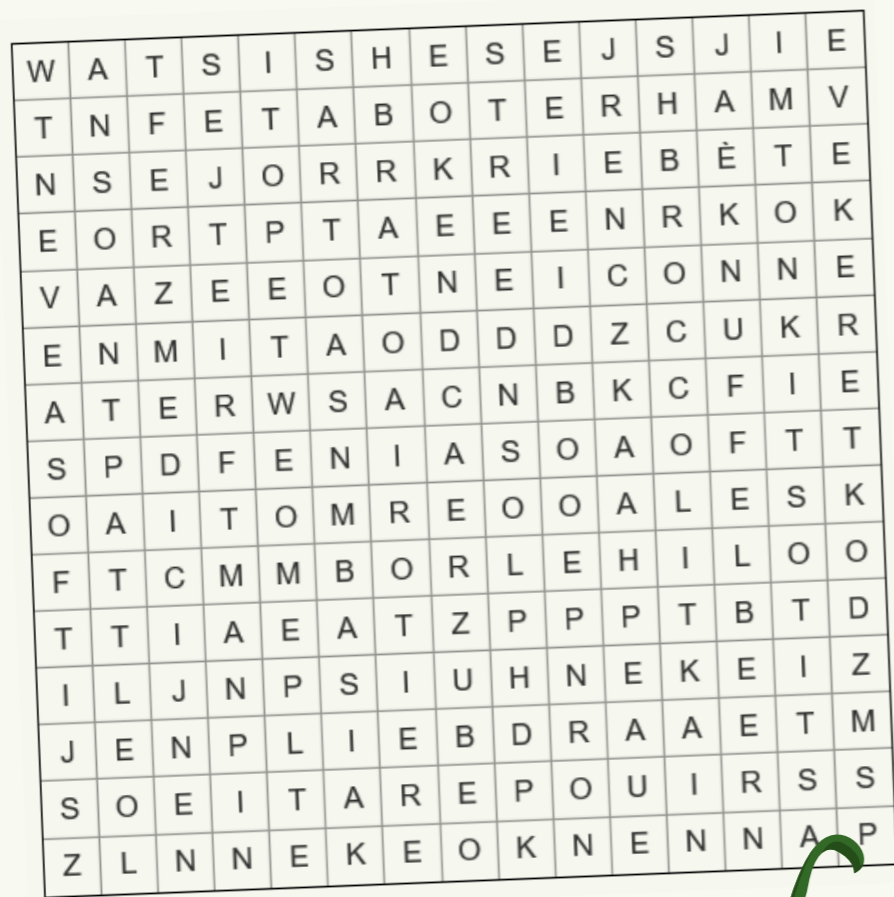 W A T S I S H E S E J S J I E
T N F E T A B O T E R H A M V
N S E J O R R K R I E B È T E
E O R T P T A E E E N R K O K
V A Z E E O T N E I C O N N E
E N M I T A O D D D Z C U K R
A T E R W S A C N B K C F I E
S P D F E N I A S O A O F T T
O A I T O M R E O O A L E S K
F T C M M B O R L E H I L O O
T T I A E A T Z P P P T B T D
I L J N P S I U H N E K E I Z
J E N P L I E B D R A A E T M
S O E I T A R E P O U I R S S
Z L N N E K E O K N E N N A P